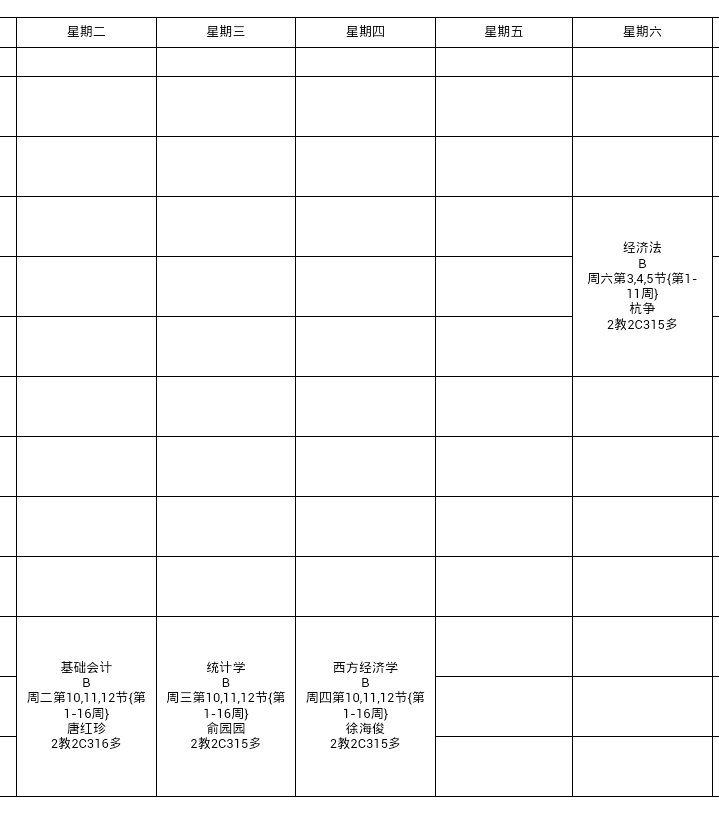 星期二
星期三
星期四
星期五
星期六
经济法
B
周六第3,4,5节{第1-
11周}
杭争
2教2C315多
基础会计
B
周二第10,11,12节{第
1-16周}
唐红珍
2教2C316多
统计学
B
周三第10,11,12节{第
1-16周}
俞园园
2教2C315多
西方经济学
B
周四第10,11,12节{第
1-16周}
徐海俊
2教2C315多